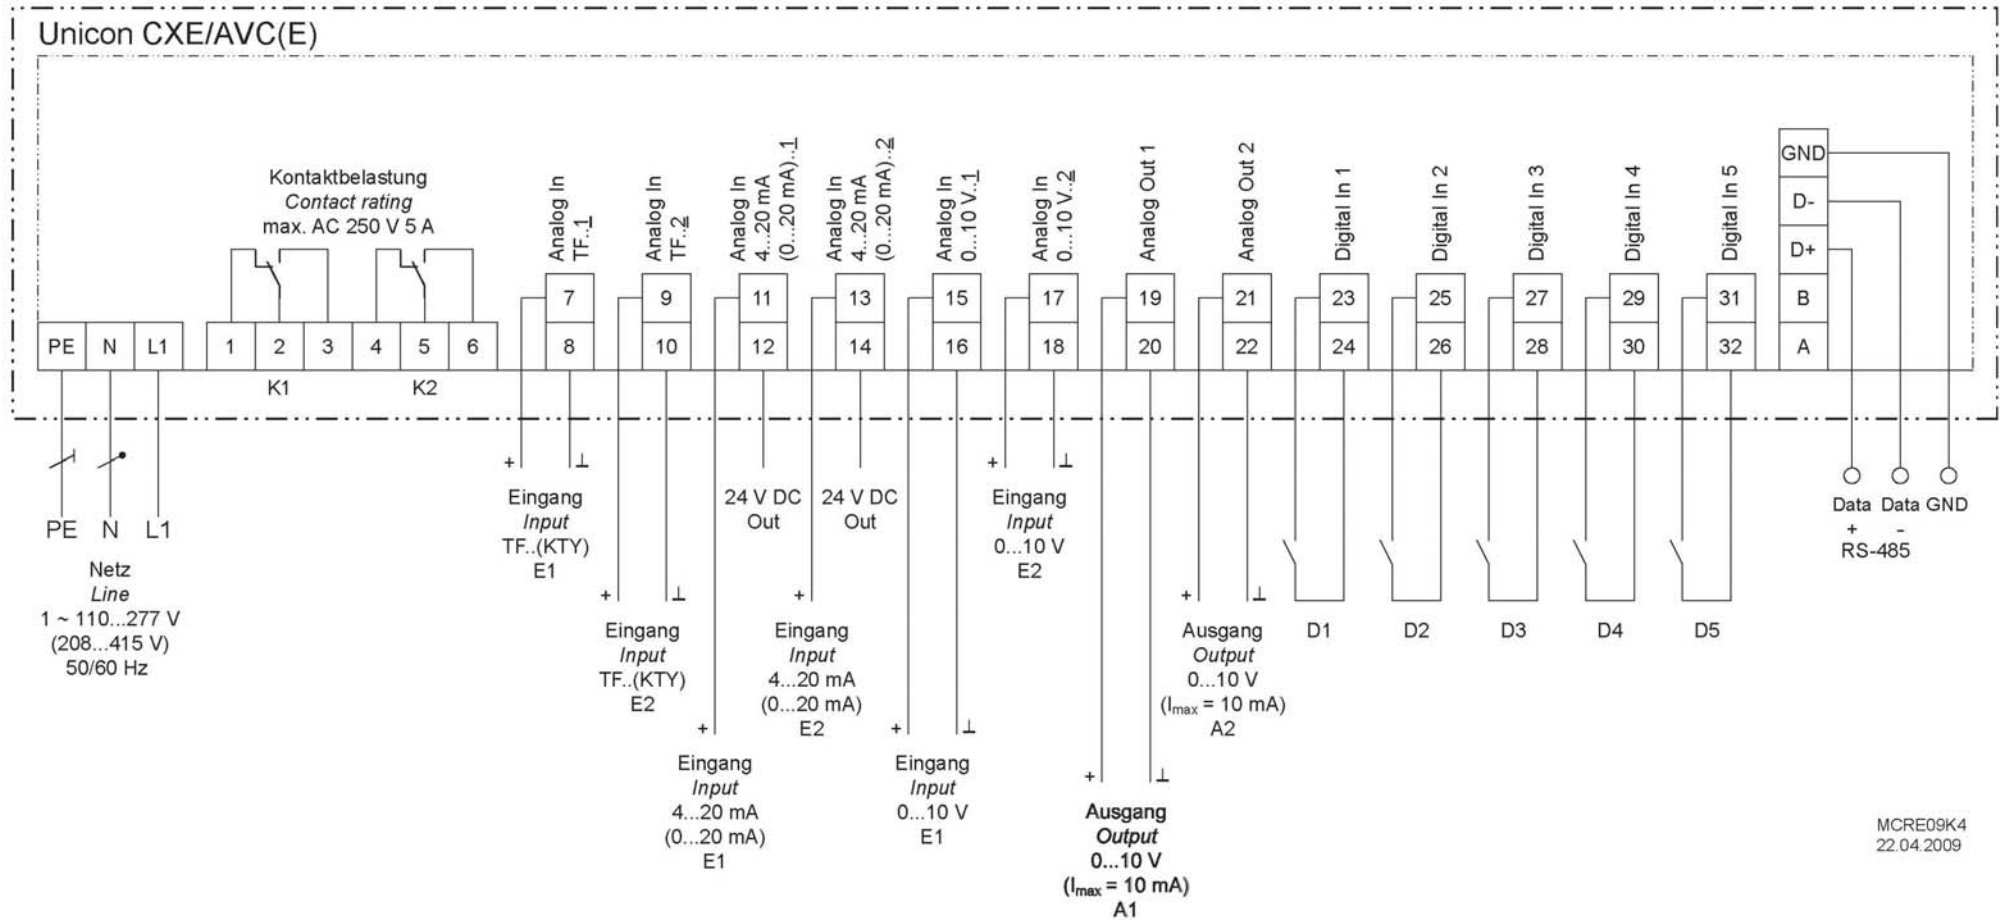 Unicon CXE/AVC(E)
Kontaktbelastung
Contact rating
max. AC 250 V 5 A
Analog In
TF..1
Analog In
TF..2
Analog In
4...20 mA
(0...20 mA)..1
Analog In
4...20 mA
(0...20 mA)..2
Analog In
0...10 V..1
Analog In
0...10 V..2
Analog Out 1
Analog Out 2
Digital In 1
Digital In 2
Digital In 3
Digital In 4
Digital In 5
GND
D-
D+
7 9 11 13 15 17 19 21 23 25 27 29 31 B
PE N L1 1 2 3 4 5 6 8 10 12 14 16 18 20 22 24 26 28 30 32 A
K1 K2
PE N L1
Netz
Line
1 ~ 110...277 V
(208...415 V)
50/60 Hz
+ ⊥
Eingang
Input
TF..(KTY)
E1
+ ⊥
Eingang
Input
TF..(KTY)
E2
+
Eingang
Input
4...20 mA
(0...20 mA)
E1
24 V DC
Out
24 V DC
Out
+
Eingang
Input
4...20 mA
(0...20 mA)
E2
+ ⊥
Eingang
Input
0...10 V
E1
+ ⊥
Eingang
Input
0...10 V
E2
+ ⊥
Ausgang
Output
0...10 V
(Imax = 10 mA)
A1
+ ⊥
Ausgang
Output
0...10 V
(Imax = 10 mA)
A2
D1 D2 D3 D4 D5
Data Data GND
+ -
RS-485
MCRE09K4
22.04.2009